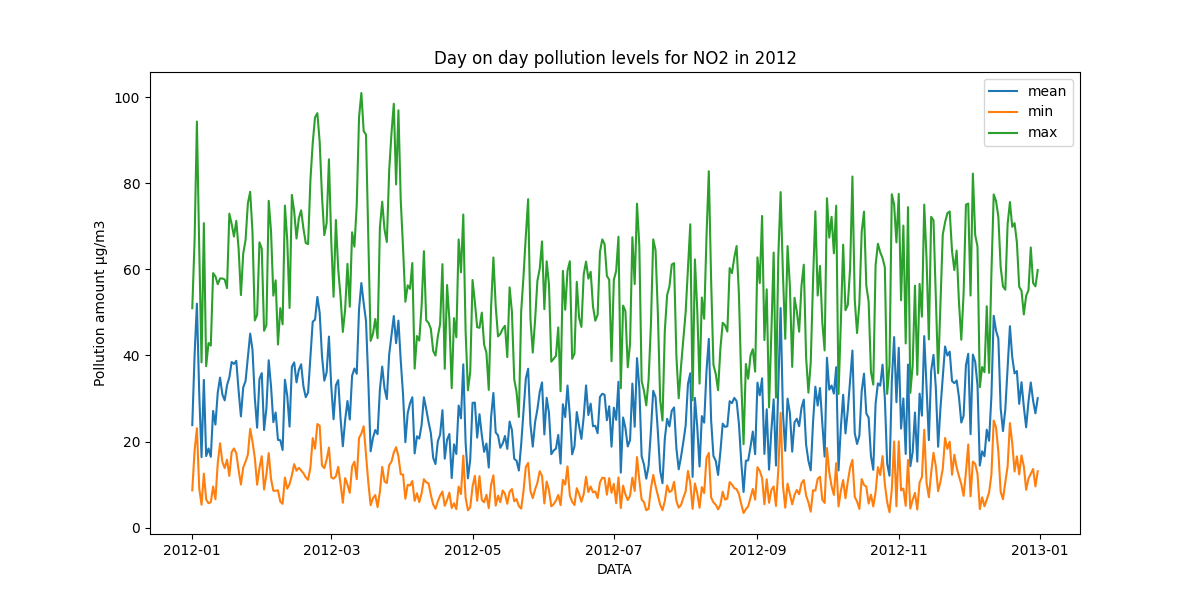 Day on day pollution levels for NO2 in 2012
mean
min
max
100
80
60
40
20
0
Pollution amount µg/m3
2012-01 2012-03 2012-05 2012-07 2012-09 2012-11 2013-01
DATA